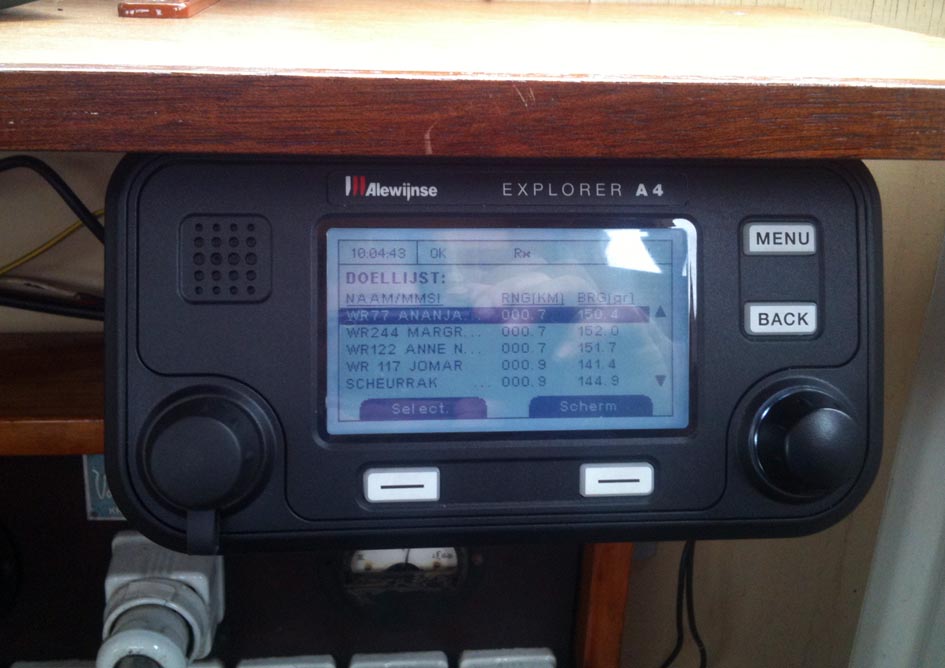 Alewijnse EXPLORER A4
10:04:43 OK Rx
DOELLIJST:
NAAM/MMSI RNG[KM] BRG[gr]
WR77 ANANJA... 000.7 150.4
WR244 MARGR... 000.7 152.0
WR122 ANNE N... 000.7 151.7
WR 117 JOMAR 000.9 141.4
SCHEURRAK ... 000.9 144.9
Select. Scherm
MENU
BACK